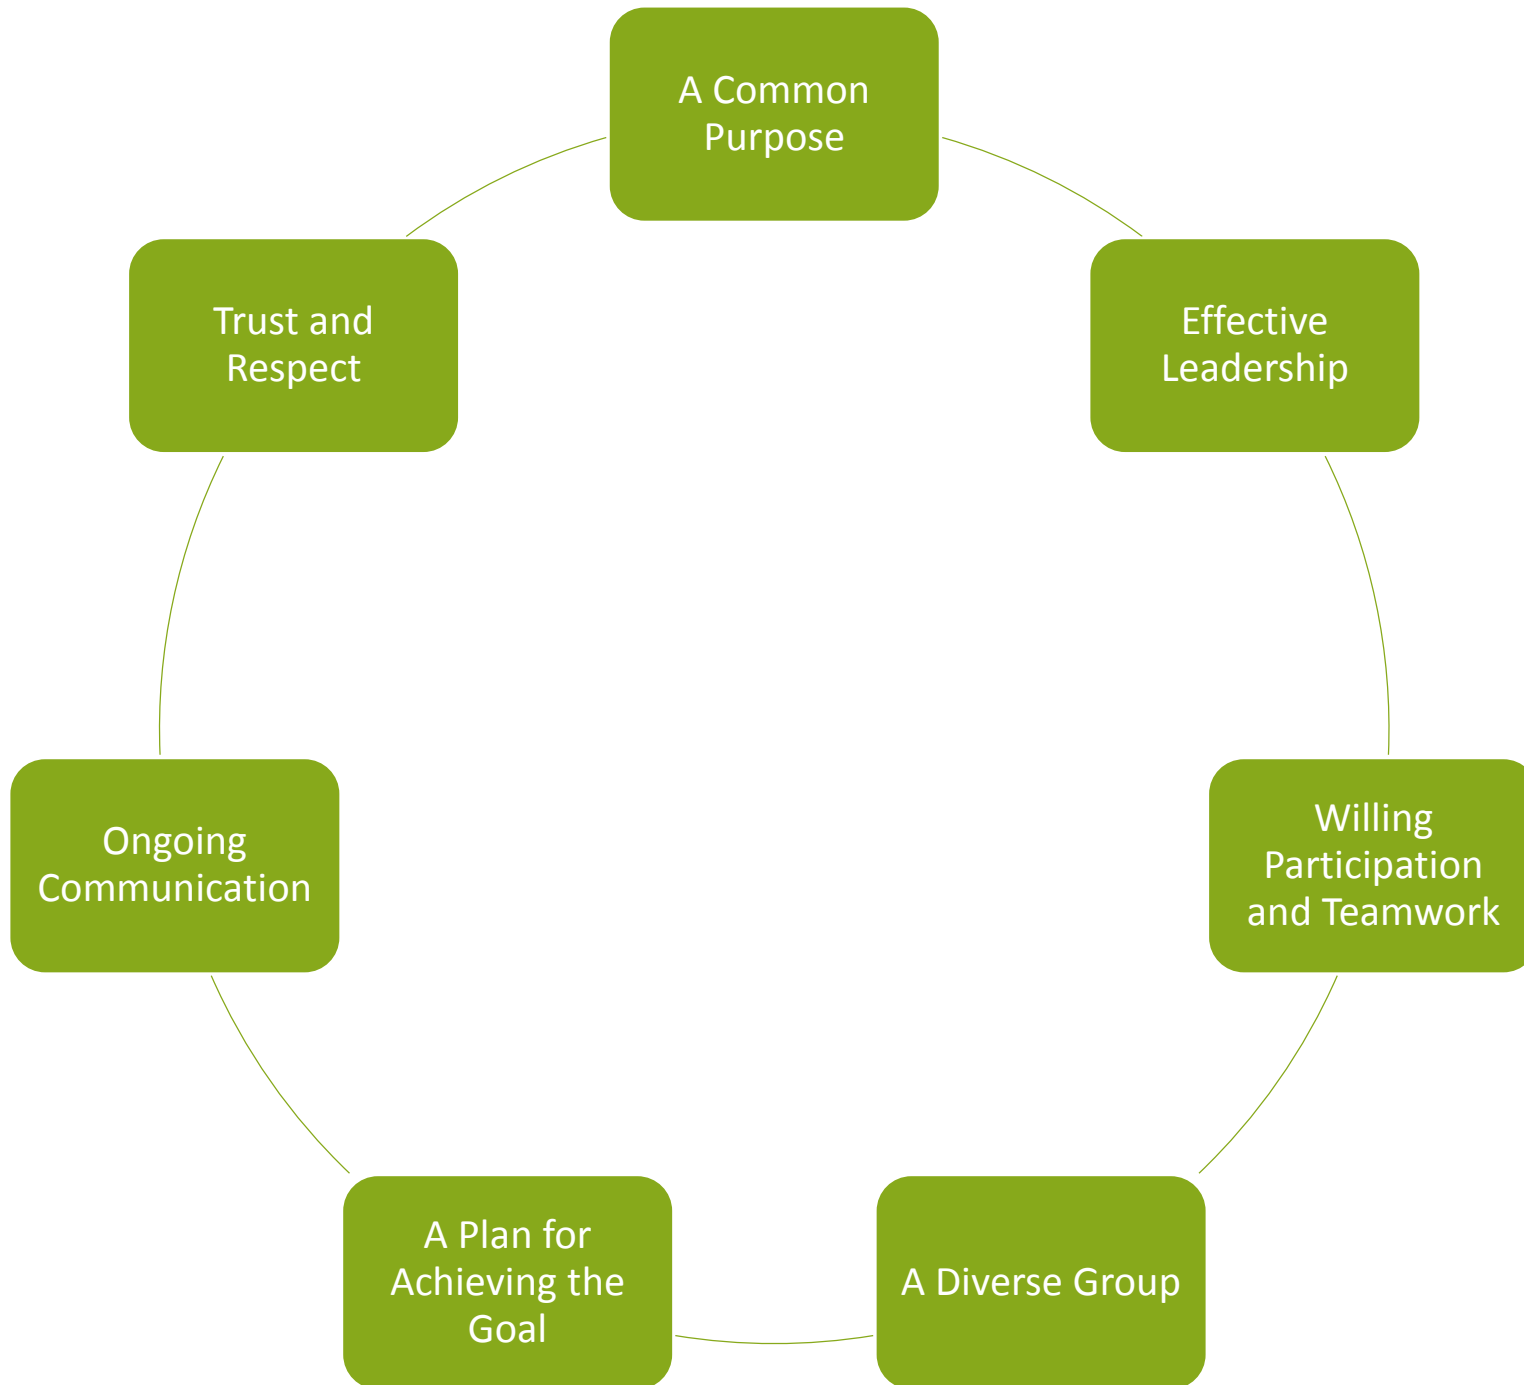 A Common
Purpose
Effective
Leadership
Willing
Participation
and Teamwork
A Diverse Group
A Plan for
Achieving the
Goal
Ongoing
Communication
Trust and
Respect